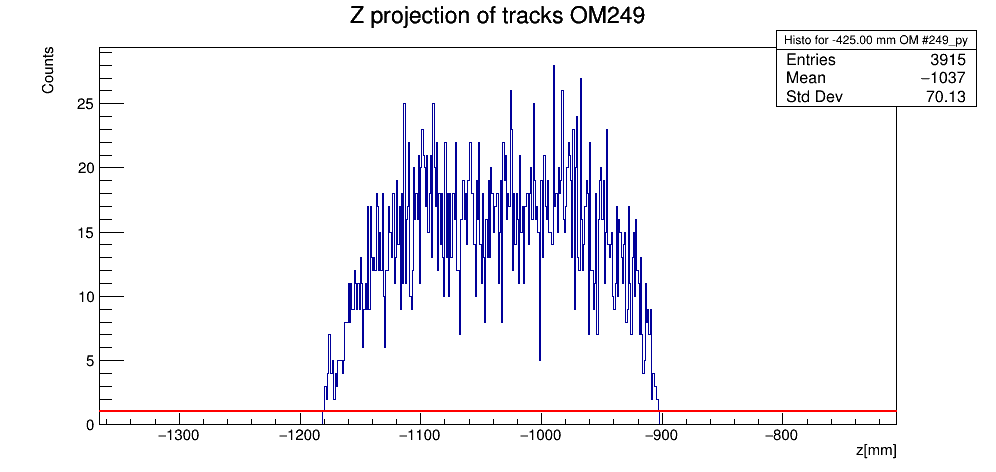 Z projection of tracks OM249
Histo for -425.00 mm OM #249_py
Entries 3915
Mean −1037
Std Dev 70.13
Counts
25
20
15
10
5
0
−1300 −1200 −1100 −1000 −900 −800
z[mm]